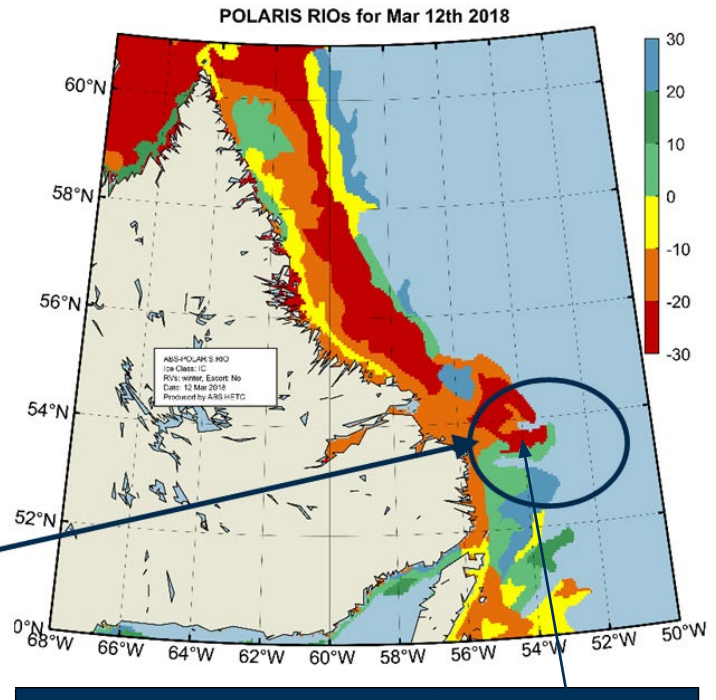 POLARIS RIOs for Mar 12th 2018
60°N
58°N
56°N
54°N
52°N
0°N
68°W 66°W 64°W 62°W 60°W 58°W 56°W 54°W 52°W 50°W
30
20
10
0
-10
-20
-30
ABS-POLARIS RIO
Ice Class: IC
RVs: winter, Escort: No
Date: 12 Mar 2018
Produced by ABS HETC